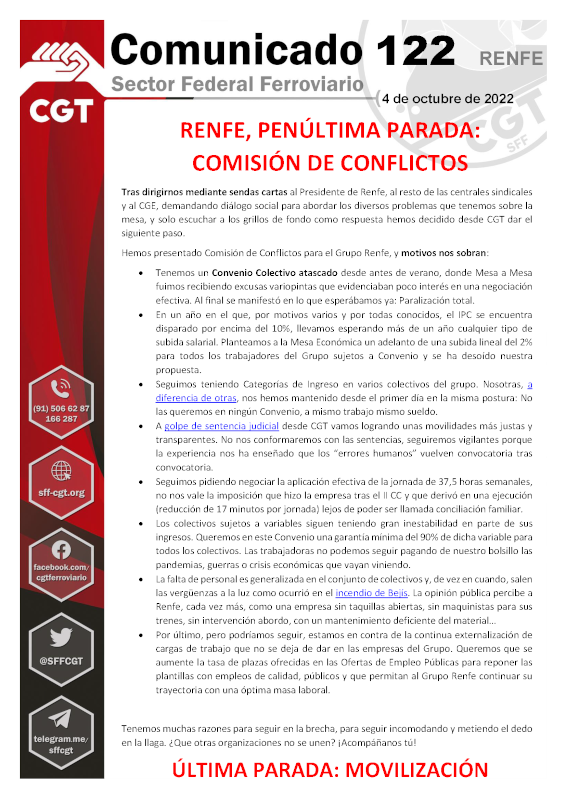 Comunicado 122 RENFE
Sector Federal Ferroviario
4 de octubre de 2022
CGT
CGT
SFF
RENFE, PENÚLTIMA PARADA:
COMISIÓN DE CONFLICTOS
Tras dirigirnos mediante sendas cartas al Presidente de Renfe, al resto de las centrales sindicales
y al CGE, demandando diálogo social para abordar los diversos problemas que tenemos sobre la
mesa, y solo escuchar a los grillos de fondo como respuesta hemos decidido desde CGT dar el
siguiente paso.
Hemos presentado Comisión de Conflictos para el Grupo Renfe, y motivos nos sobran:
• Tenemos un Convenio Colectivo atascado desde antes de verano, donde Mesa a Mesa
fuimos recibiendo excusas variopintas que evidenciaban poco interés en una negociación
efectiva. Al final se manifestó en lo que esperábamos ya: Paralización total.
• En un año en el que, por motivos varios y por todas conocidos, el IPC se encuentra
disparado por encima del 10%, llevamos esperando más de un año cualquier tipo de
subida salarial. Planteamos a la Mesa Económica un adelanto de una subida lineal del 2%
para todos los trabajadores del Grupo sujetos a Convenio y se ha desoido nuestra
propuesta.
• Seguimos teniendo Categorías de Ingreso en varios colectivos del grupo. Nosotras, a
diferencia de otras, nos hemos mantenido desde el primer día en la misma postura: No
las queremos en ningún Convenio, a mismo trabajo mismo sueldo.
• A golpe de sentencia judicial desde CGT vamos logrando unas movilidades más justas y
transparentes. No nos conformaremos con las sentencias, seguiremos vigilantes porque
la experiencia nos ha enseñado que los “errores humanos” vuelven convocatoria tras
convocatoria.
• Seguimos pidiendo negociar la aplicación efectiva de la jornada de 37,5 horas semanales,
no nos vale la imposición que hizo la empresa tras el II CC y que derivó en una ejecución
(reducción de 17 minutos por jornada) lejos de poder ser llamada conciliación familiar.
• Los colectivos sujetos a variables siguen teniendo gran inestabilidad en parte de sus
ingresos. Queremos en este Convenio una garantía mínima del 90% de dicha variable para
todos los colectivos. Las trabajadoras no podemos seguir pagando de nuestro bolsillo las
pandemias, guerras o crisis económicas que vayan viniendo.
• La falta de personal es generalizada en el conjunto de colectivos y, de vez en cuando, salen
las vergüenzas a la luz como ocurrió en el incendio de Bejis. La opinión pública percibe a
Renfe, cada vez más, como una empresa sin taquillas abiertas, sin maquinistas para sus
trenes, sin intervención abordo, con un mantenimiento deficiente del material…
• Por último, pero podríamos seguir, estamos en contra de la continua externalización de
cargas de trabajo que no se deja de dar en las empresas del Grupo. Queremos que se
aumente la tasa de plazas ofrecidas en las Ofertas de Empleo Públicas para reponer las
plantillas con empleos de calidad, públicos y que permitan al Grupo Renfe continuar su
trayectoria con una óptima masa laboral.
Tenemos muchas razones para seguir en la brecha, para seguir incomodando y metiendo el dedo
en la llaga. ¿Que otras organizaciones no se unen? ¡Acompáñanos tú!
ÚLTIMA PARADA: MOVILIZACIÓN
(91) 506 62 87
166 287
sff-cgt.org
facebook.com/
cgtferroviario
@SFFCGT
telegram.me/
sffcgt